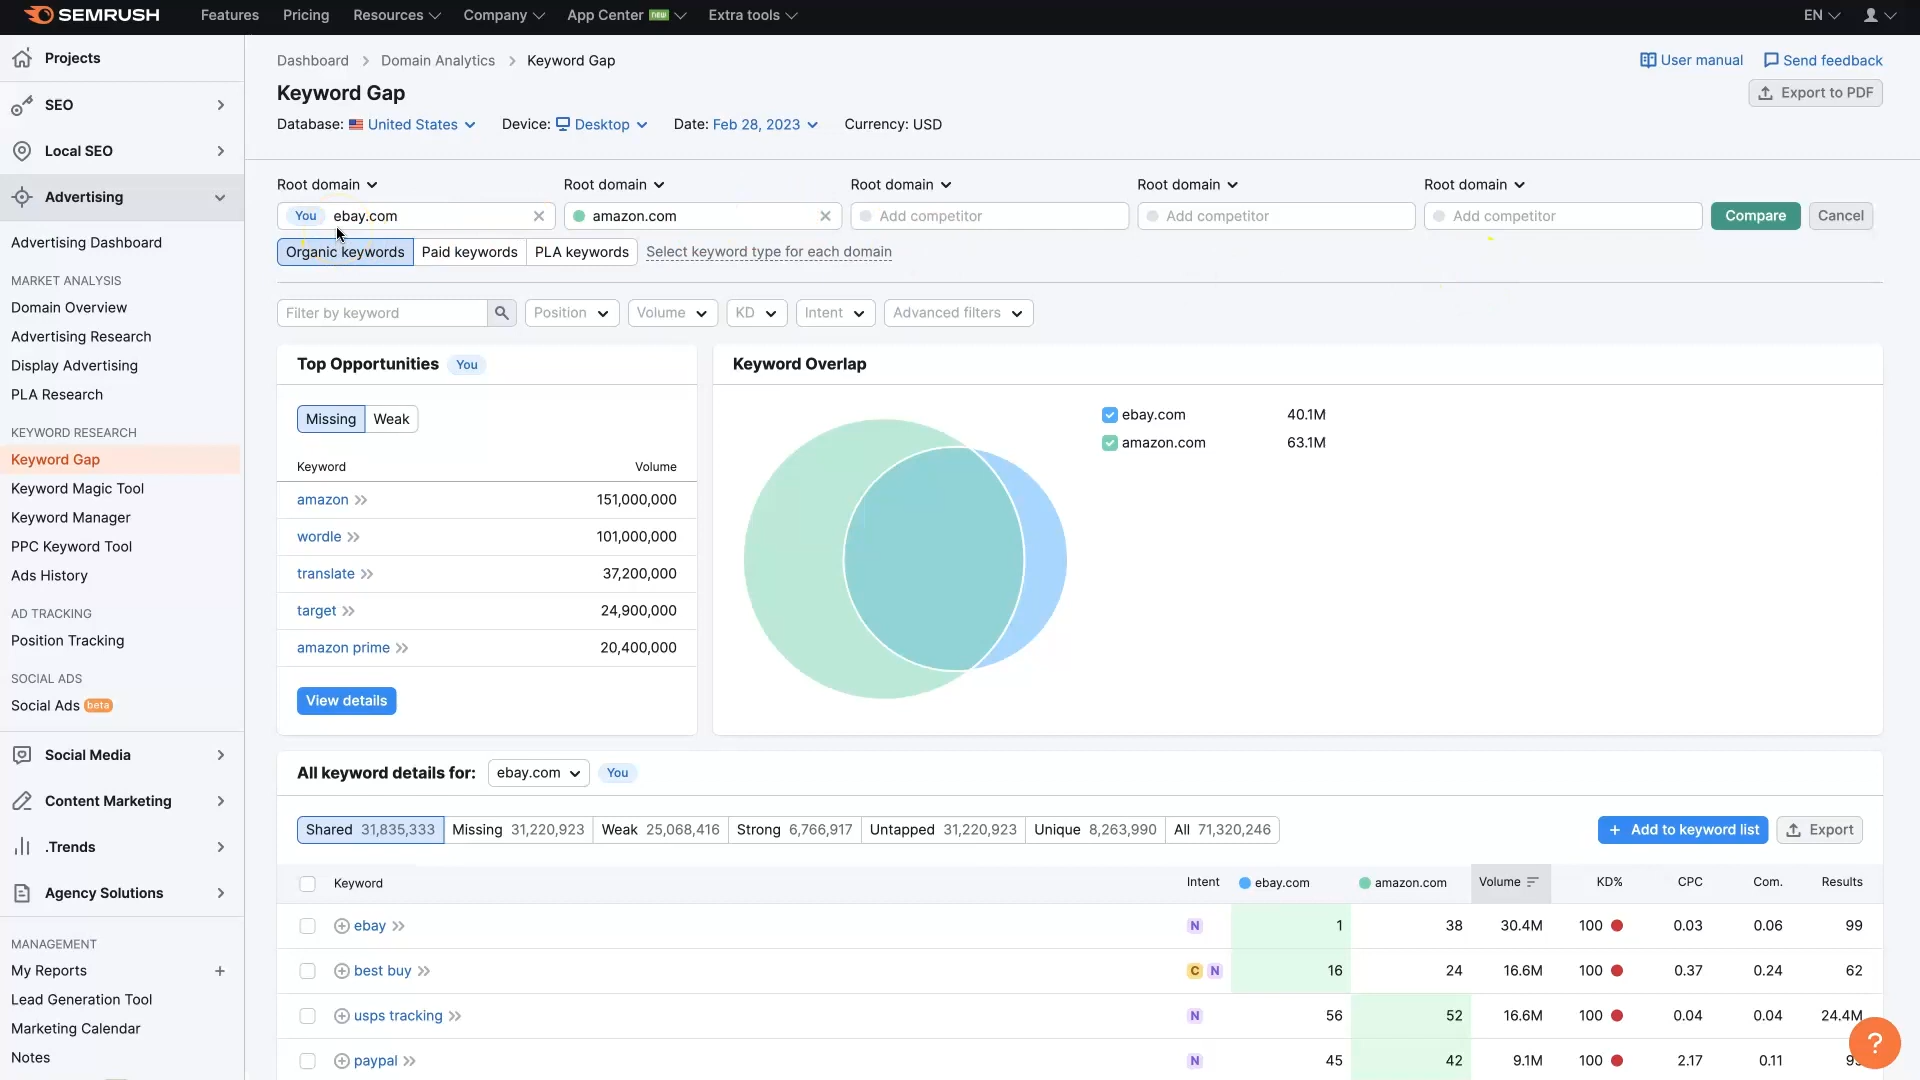 SEMRUSH
Features
Pricing
Resources
Company
App Center new
Extra tools
EN
Projects
SEO
Local SEO
Advertising
Advertising Dashboard
MARKET ANALYSIS
Domain Overview
Advertising Research
Display Advertising
PLA Research
KEYWORD RESEARCH
Keyword Gap
Keyword Magic Tool
Keyword Manager
PPC Keyword Tool
Ads History
AD TRACKING
Position Tracking
SOCIAL ADS
Social Ads beta
Social Media
Content Marketing
.Trends
Agency Solutions
MANAGEMENT
My Reports +
Lead Generation Tool
Marketing Calendar
Notes
Dashboard > Domain Analytics > Keyword Gap
User manual
Send feedback
Keyword Gap
Export to PDF
Database: United States
Device: Desktop
Date: Feb 28, 2023
Currency: USD
Root domain
Root domain
Root domain
Root domain
Root domain
You ebay.com
amazon.com
Add competitor
Add competitor
Add competitor
Compare
Cancel
Organic keywords
Paid keywords
PLA keywords
Select keyword type for each domain
Filter by keyword
Position
Volume
KD
Intent
Advanced filters
Top Opportunities You
Missing
Weak
Keyword Volume
amazon 151,000,000
wordle 101,000,000
translate 37,200,000
target 24,900,000
amazon prime 20,400,000
View details
Keyword Overlap
ebay.com 40.1M
amazon.com 63.1M
All keyword details for: ebay.com You
Shared 31,835,333
Missing 31,220,923
Weak 25,068,416
Strong 6,766,917
Untapped 31,220,923
Unique 8,263,990
All 71,320,246
+ Add to keyword list
Export
Keyword Intent ebay.com amazon.com Volume KD% CPC Com. Results
ebay N 1 38 30.4M 100 0.03 0.06 99
best buy C N 16 24 16.6M 100 0.37 0.24 62
usps tracking N 56 52 16.6M 100 0.04 0.04 24.4M
paypal N 45 42 9.1M 100 2.17 0.11
?